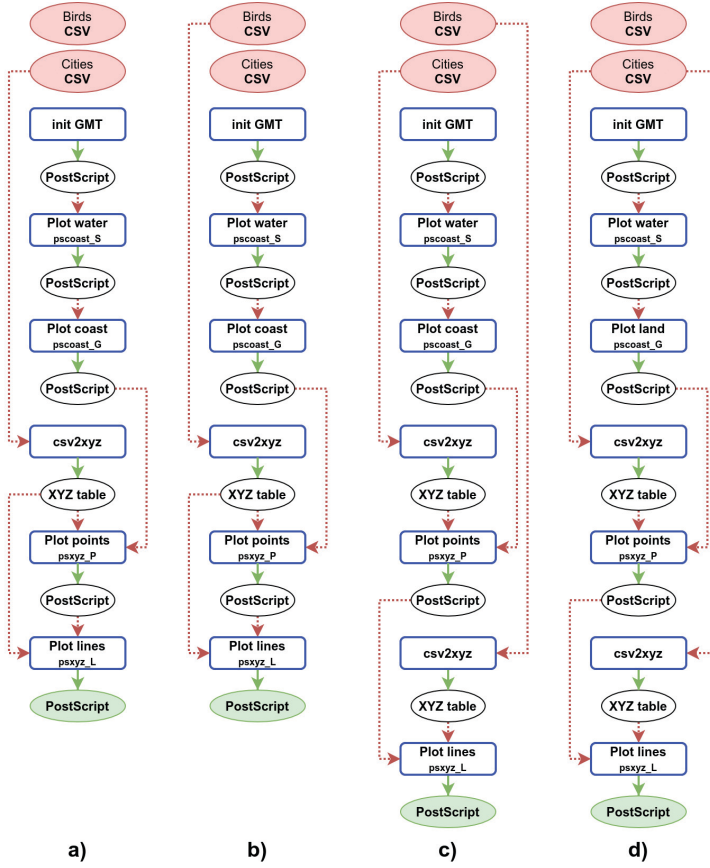 Birds
CSV
Cities
CSV
init GMT
PostScript
Plot water
pscoast_S
PostScript
Plot coast
pscoast_G
PostScript
csv2xyz
XYZ table
Plot points
psxyz_P
PostScript
Plot lines
psxyz_L
PostScript
a)
Birds
CSV
Cities
CSV
init GMT
PostScript
Plot water
pscoast_S
PostScript
Plot coast
pscoast_G
PostScript
csv2xyz
XYZ table
Plot points
psxyz_P
PostScript
Plot lines
psxyz_L
PostScript
b)
Birds
CSV
Cities
CSV
init GMT
PostScript
Plot water
pscoast_S
PostScript
Plot coast
pscoast_G
PostScript
csv2xyz
XYZ table
Plot points
psxyz_P
PostScript
csv2xyz
XYZ table
Plot lines
psxyz_L
PostScript
c)
Birds
CSV
Cities
CSV
init GMT
PostScript
Plot water
pscoast_S
PostScript
Plot land
pscoast_G
PostScript
csv2xyz
XYZ table
Plot points
psxyz_P
PostScript
csv2xyz
XYZ table
Plot lines
psxyz_L
PostScript
d)